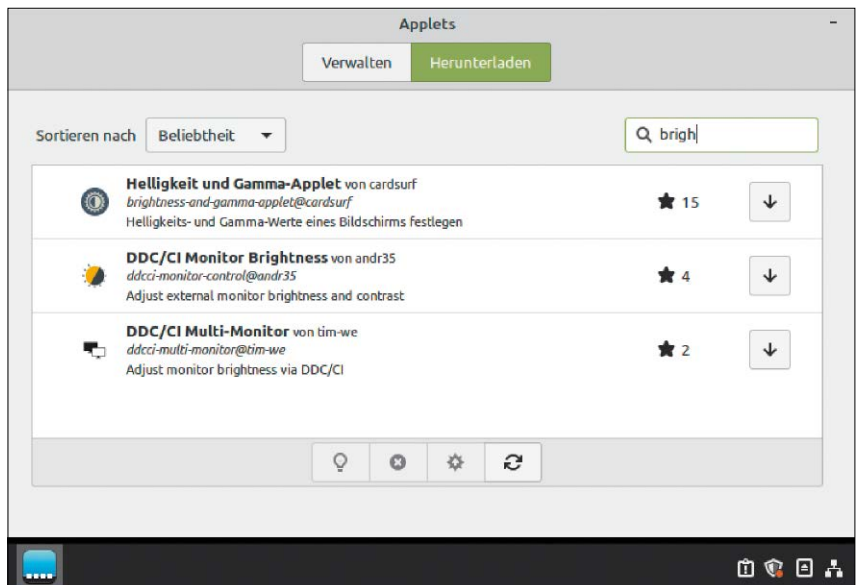 Applets
Verwalten
Herunterladen
Sortieren nach
Beliebtheit
brigh
Helligkeit und Gamma-Applet von cardsurf
brightness-and-gamma-applet@cardsurf
Helligkeits- und Gamma-Werte eines Bildschirms festlegen
15
DDC/CI Monitor Brightness von andr35
ddcci-monitor-control@andr35
Adjust external monitor brightness and contrast
4
DDC/CI Multi-Monitor von tim-we
ddcci-multi-monitor@tim-we
Adjust monitor brightness via DDC/CI
2